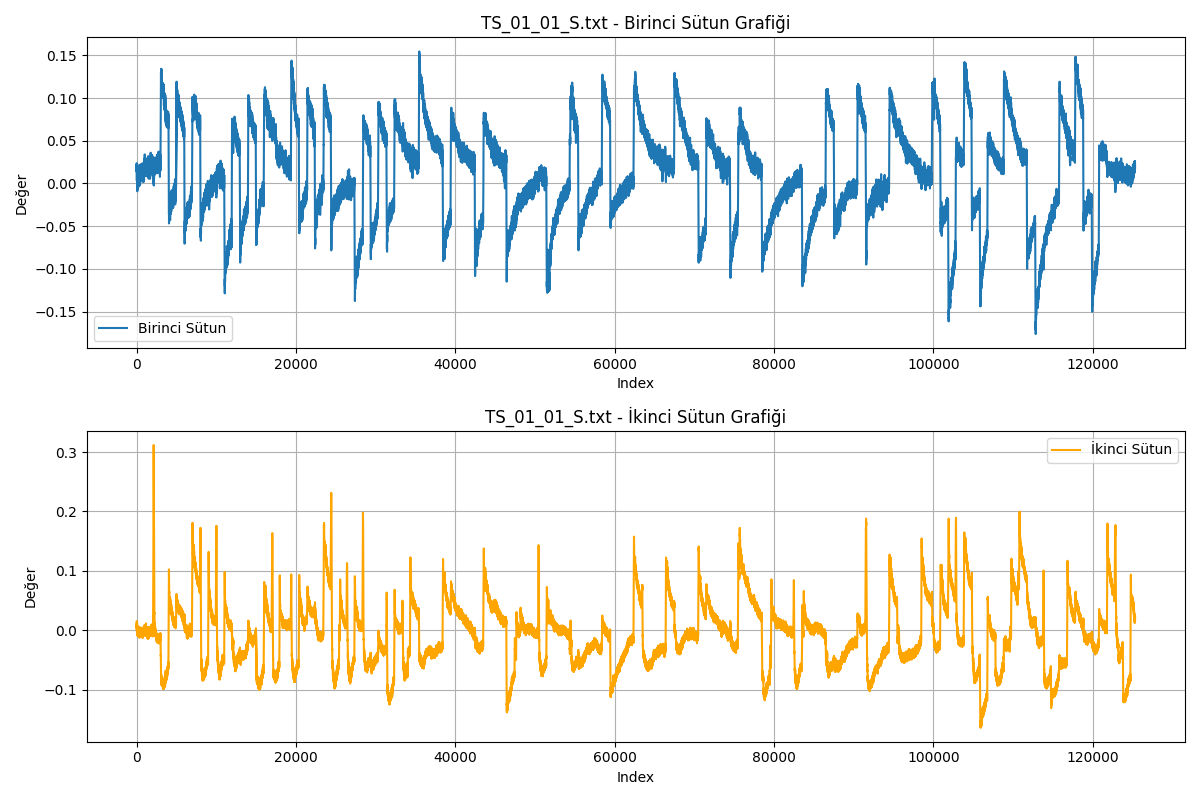 TS_01_01_S.txt - Birinci Sütun Grafiği
0.15
0.10
0.05
0.00
−0.05
−0.10
−0.15
Değer
Birinci Sütun
0 20000 40000 60000 80000 100000 120000
Index
TS_01_01_S.txt - İkinci Sütun Grafiği
0.3
0.2
0.1
0.0
−0.1
Değer
İkinci Sütun
0 20000 40000 60000 80000 100000 120000
Index